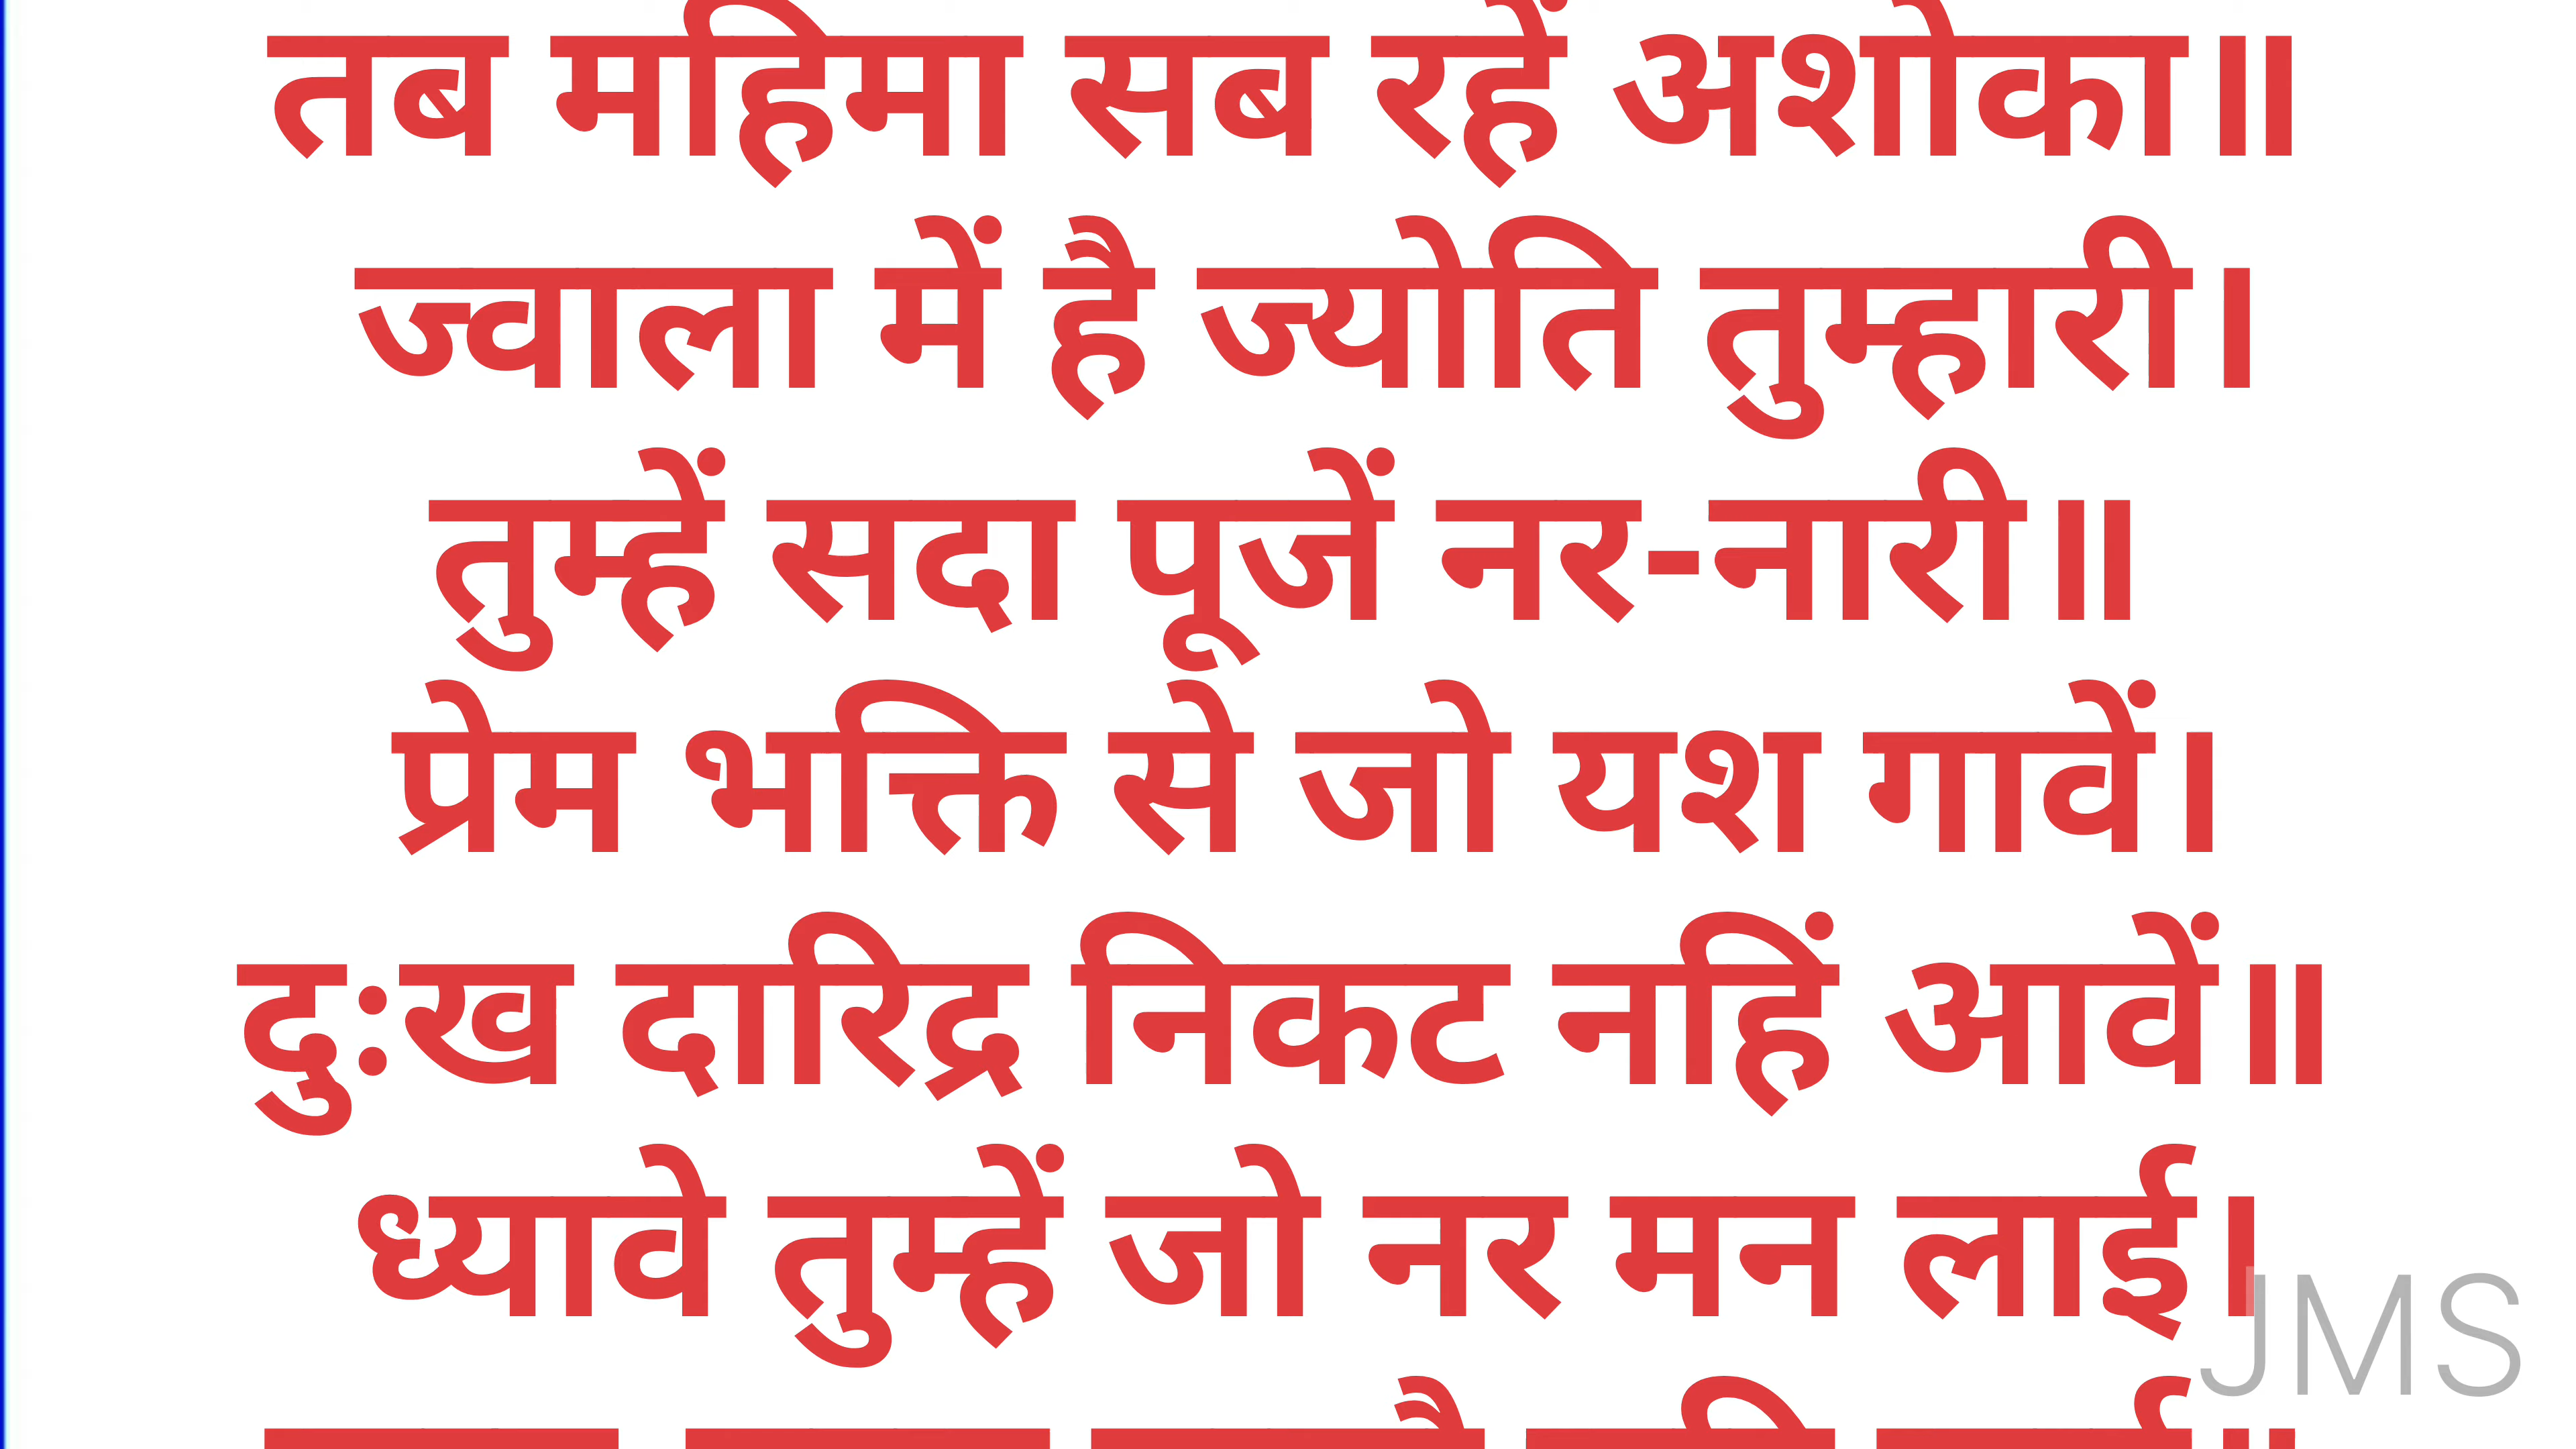 तब महिमा सब रहें अशोका॥
ज्वाला में है ज्योति तुम्हारी।
तुम्हें सदा पूजें नर-नारी॥
प्रेम भक्ति से जो यश गावें।
दु:ख दारिद्र निकट नहिं आवें॥
ध्यावे तुम्हें जो नर मन लाई।
JMS